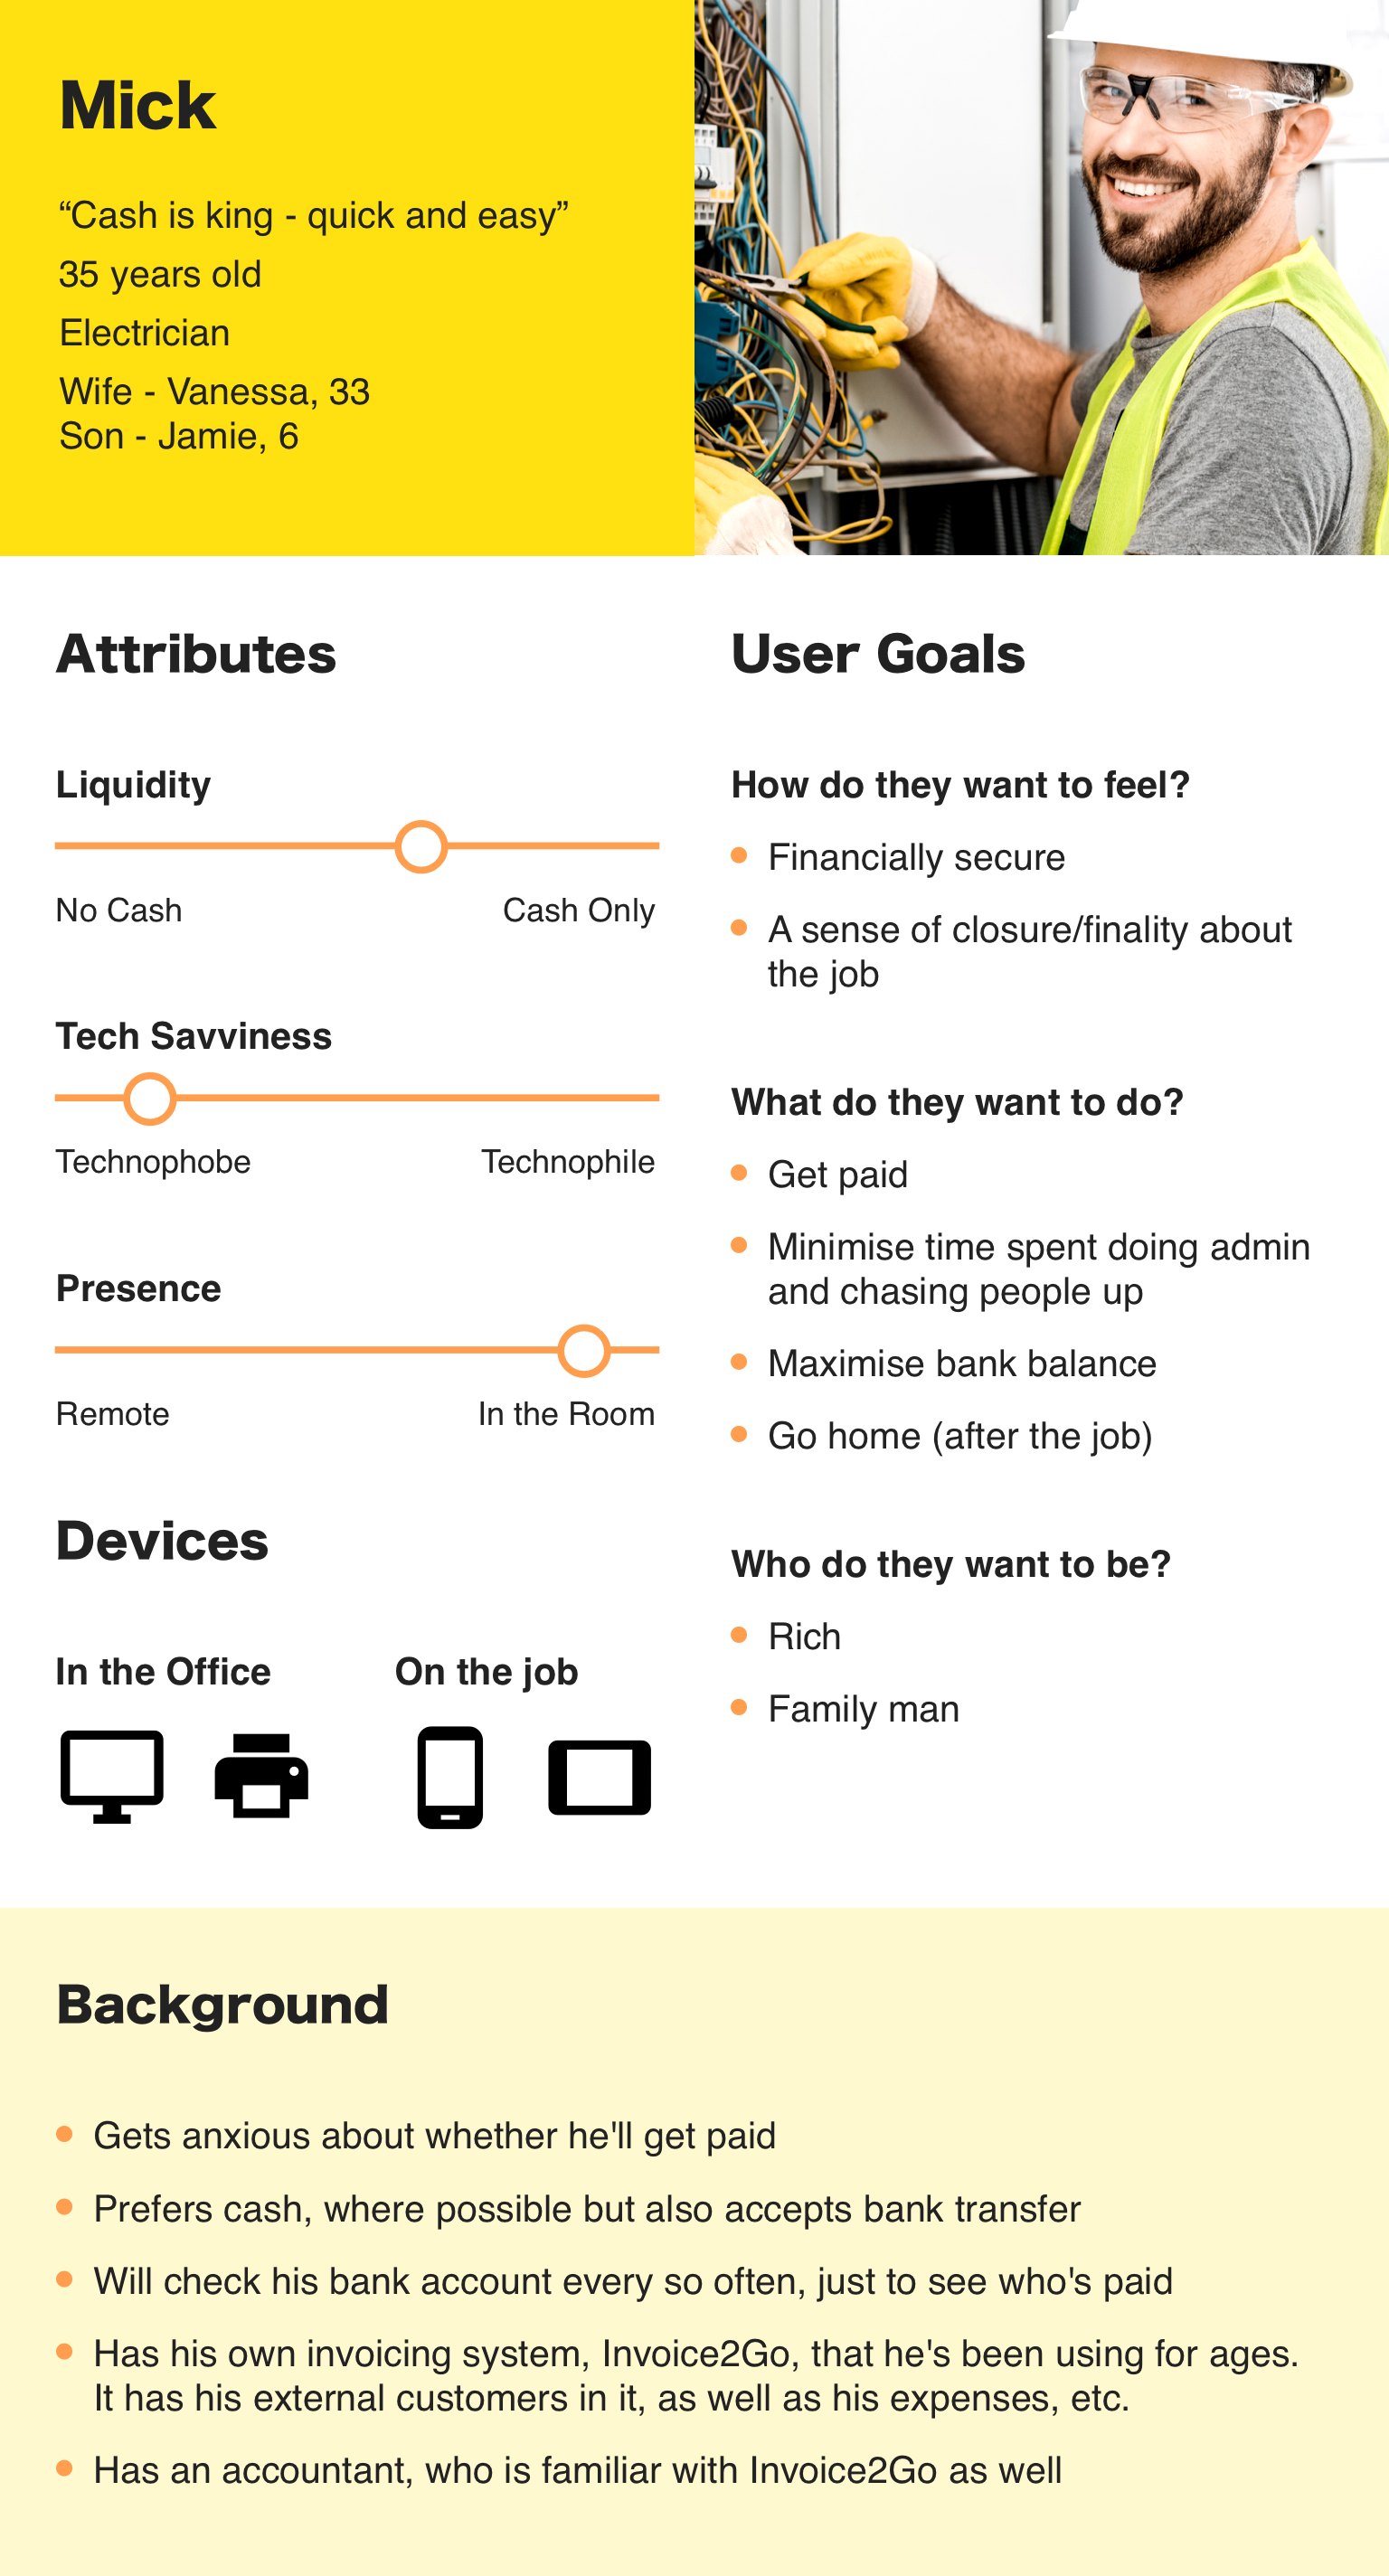 Mick
“Cash is king - quick and easy”
35 years old
Electrician
Wife - Vanessa, 33
Son - Jamie, 6
Attributes
Liquidity
No Cash
Cash Only
Tech Savviness
Technophobe
Technophile
Presence
Remote
In the Room
Devices
In the Office
On the job
User Goals
How do they want to feel?
Financially secure
A sense of closure/finality about
the job
What do they want to do?
Get paid
Minimise time spent doing admin
and chasing people up
Maximise bank balance
Go home (after the job)
Who do they want to be?
Rich
Family man
Background
Gets anxious about whether he'll get paid
Prefers cash, where possible but also accepts bank transfer
Will check his bank account every so often, just to see who's paid
Has his own invoicing system, Invoice2Go, that he's been using for ages.
It has his external customers in it, as well as his expenses, etc.
Has an accountant, who is familiar with Invoice2Go as well